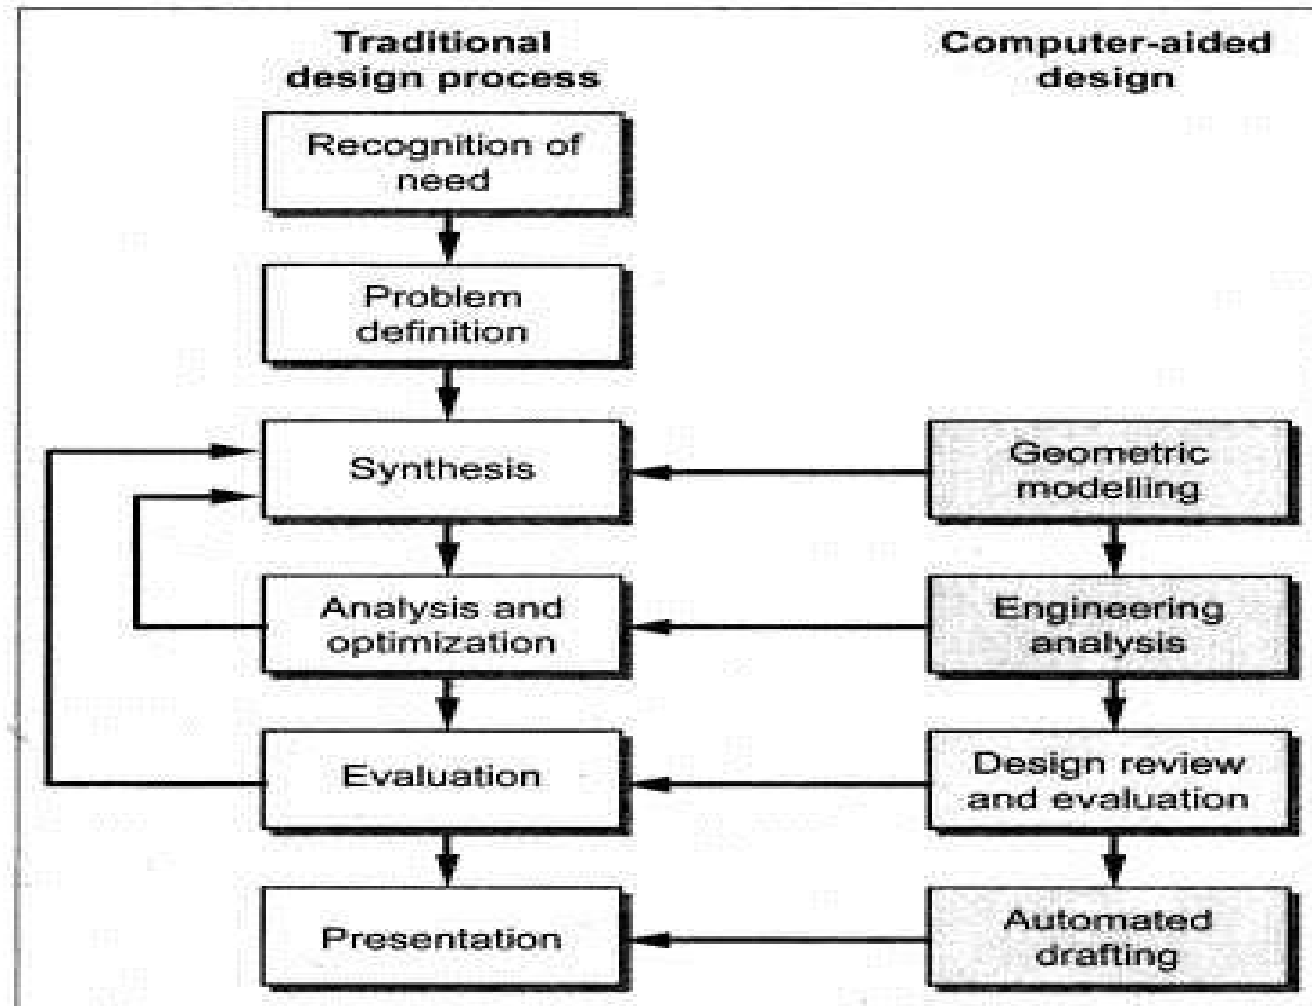 Traditional
design process
Recognition of
need
Problem
definition
Synthesis
Analysis and
optimization
Evaluation
Presentation
Computer-aided
design
Geometric
modelling
Engineering
analysis
Design review
and evaluation
Automated
drafting